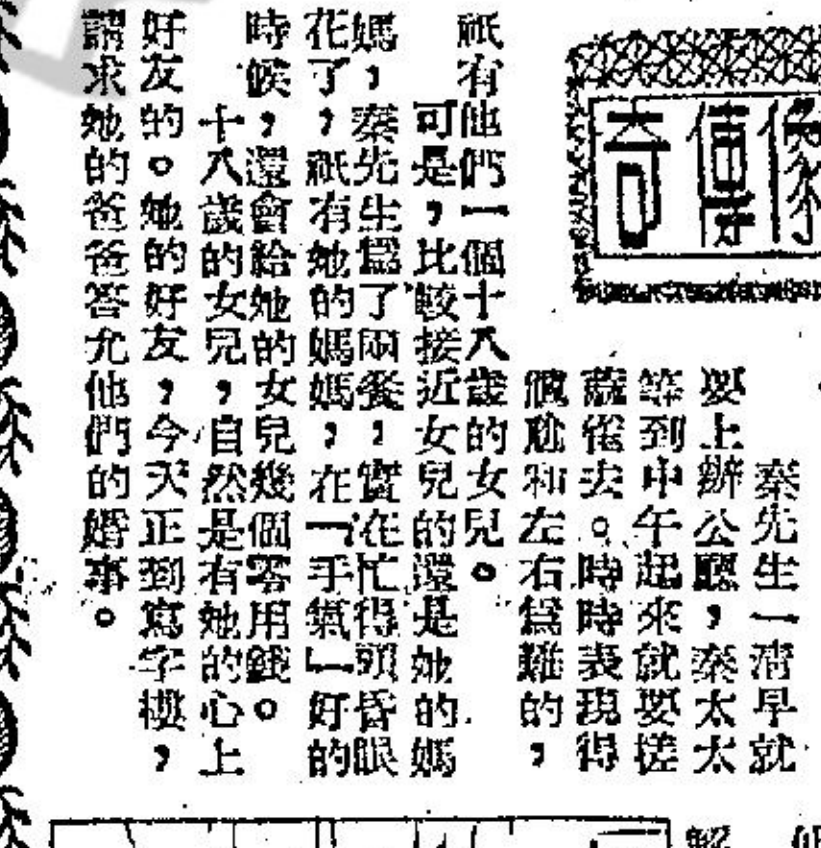 像傳奇
秦先生一清早就
要上辦公廳,秦太太
等到中午起來就要搓
蔴雀去。時時表現得
尷尬和左右爲難的,
祇有他們一個十八歲的女兒。
可是,比較接近女兒的還是她的媽
媽,秦先生爲了兩餐,實在忙得頭昏眼
花了,祇有她的媽媽,在「手氣」好的
時候,還會給她的女兒幾個零用錢。
十八歲的女兒,自然是有她的心上
好友的。她的好友,今天正到寫字樓,
請求她的爸爸答允他們的婚事。